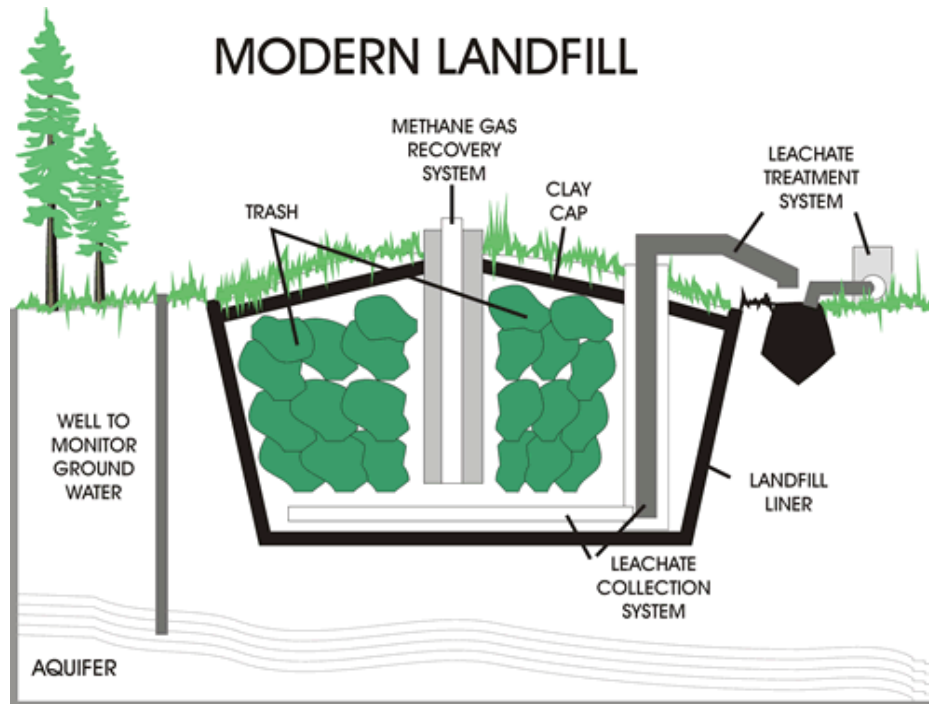 MODERN LANDFILL
METHANE GAS
RECOVERY
SYSTEM
LEACHATE
TREATMENT
SYSTEM
CLAY
CAP
TRASH
WELL TO
MONITOR
GROUND
WATER
LANDFILL
LINER
LEACHATE
COLLECTION
SYSTEM
AQUIFER